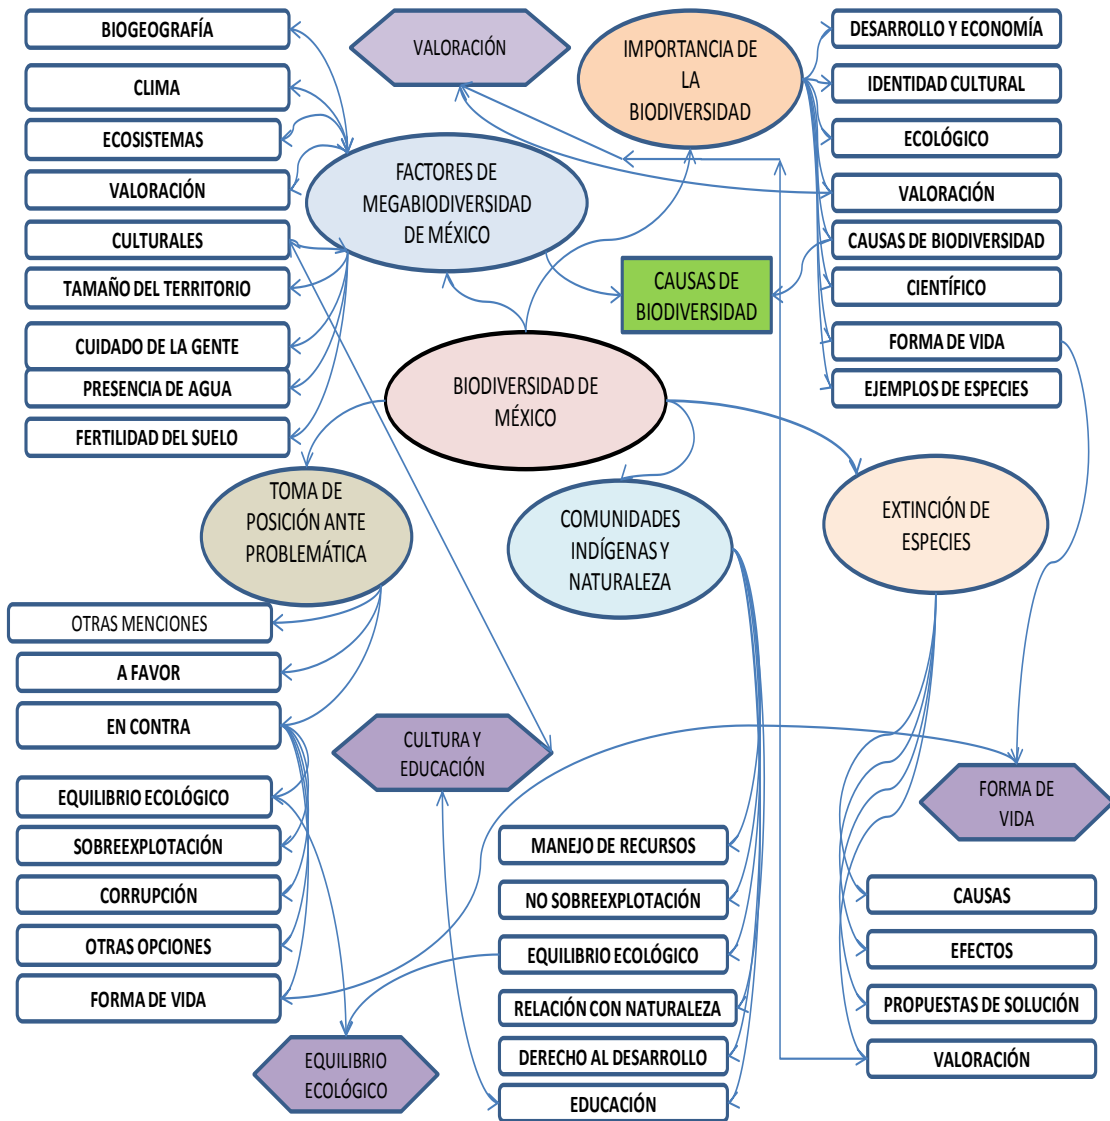 BIOGEOGRAFÍA
CLIMA
ECOSISTEMAS
VALORACIÓN
CULTURALES
TAMAÑO DEL TERRITORIO
CUIDADO DE LA GENTE
PRESENCIA DE AGUA
FERTILIDAD DEL SUELO
VALORACIÓN
IMPORTANCIA DE
LA
BIODIVERSIDAD
DESARROLLO Y ECONOMÍA
IDENTIDAD CULTURAL
ECOLÓGICO
VALORACIÓN
CAUSAS DE BIODIVERSIDAD
CIENTÍFICO
FORMA DE VIDA
EJEMPLOS DE ESPECIES
FACTORES DE
MEGABIODIVERSIDAD
DE MÉXICO
CAUSAS DE
BIODIVERSIDAD
BIODIVERSIDAD DE
MÉXICO
TOMA DE
POSICIÓN ANTE
PROBLEMÁTICA
COMUNIDADES
INDÍGENAS Y
NATURALEZA
EXTINCIÓN DE
ESPECIES
OTRAS MENCIONES
A FAVOR
EN CONTRA
EQUILIBRIO ECOLÓGICO
SOBREEXPLOTACIÓN
CORRUPCIÓN
OTRAS OPCIONES
FORMA DE VIDA
CULTURA Y
EDUCACIÓN
FORMA DE
VIDA
MANEJO DE RECURSOS
NO SOBREEXPLOTACIÓN
EQUILIBRIO ECOLÓGICO
RELACIÓN CON NATURALEZA
DERECHO AL DESARROLLO
EDUCACIÓN
CAUSAS
EFECTOS
PROPUESTAS DE SOLUCIÓN
VALORACIÓN
EQUILIBRIO
ECOLÓGICO